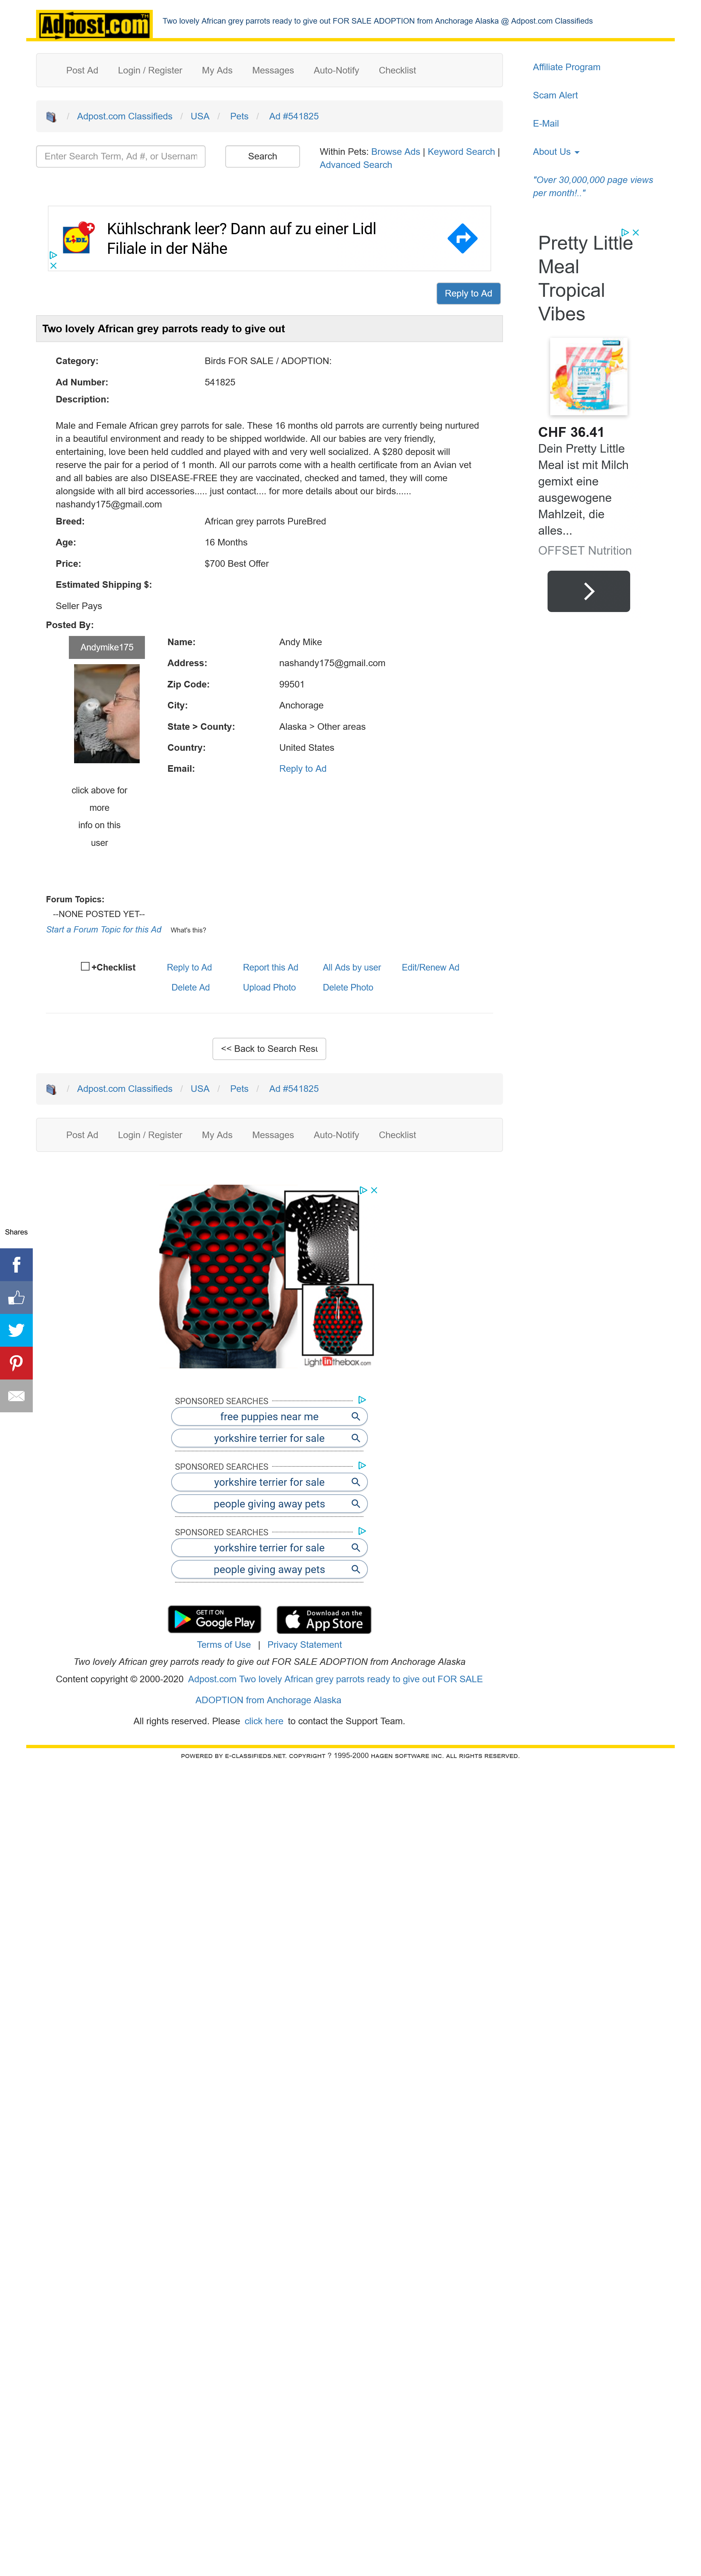 Adpost.com TM
Two lovely African grey parrots ready to give out FOR SALE ADOPTION from Anchorage Alaska @ Adpost.com Classifieds
Post Ad Login / Register My Ads Messages Auto-Notify Checklist
/ Adpost.com Classifieds / USA / Pets / Ad #541825
Enter Search Term, Ad #, or Usernam
Search
Within Pets: Browse Ads | Keyword Search |
Advanced Search
Affiliate Program
Scam Alert
E-Mail
About Us
"Over 30,000,000 page views
per month!.."
LIDL
Kühlschrank leer? Dann auf zu einer Lidl
Filiale in der Nähe
Reply to Ad
Two lovely African grey parrots ready to give out
Category: Birds FOR SALE / ADOPTION:
Ad Number: 541825
Description:
Male and Female African grey parrots for sale. These 16 months old parrots are currently being nurtured
in a beautiful environment and ready to be shipped worldwide. All our babies are very friendly,
entertaining, love been held cuddled and played with and very well socialized. A $280 deposit will
reserve the pair for a period of 1 month. All our parrots come with a health certificate from an Avian vet
and all babies are also DISEASE-FREE they are vaccinated, checked and tamed, they will come
alongside with all bird accessories..... just contact.... for more details about our birds......
nashandy175@gmail.com
Breed: African grey parrots PureBred
Age: 16 Months
Price: $700 Best Offer
Estimated Shipping $:
Seller Pays
Posted By:
Andymike175
click above for
more
info on this
user
Name: Andy Mike
Address: nashandy175@gmail.com
Zip Code: 99501
City: Anchorage
State > County: Alaska > Other areas
Country: United States
Email: Reply to Ad
Pretty Little
Meal
Tropical
Vibes
PRETTY
LITTLE MEAL
CHF 36.41
Dein Pretty Little
Meal ist mit Milch
gemixt eine
ausgewogene
Mahlzeit, die
alles...
OFFSET Nutrition
Forum Topics:
--NONE POSTED YET--
Start a Forum Topic for this Ad What's this?
+Checklist Reply to Ad Report this Ad All Ads by user Edit/Renew Ad
Delete Ad Upload Photo Delete Photo
<< Back to Search Resu
/ Adpost.com Classifieds / USA / Pets / Ad #541825
Post Ad Login / Register My Ads Messages Auto-Notify Checklist
Shares
LightInthebox.com
SPONSORED SEARCHES
free puppies near me
yorkshire terrier for sale
SPONSORED SEARCHES
yorkshire terrier for sale
people giving away pets
SPONSORED SEARCHES
yorkshire terrier for sale
people giving away pets
GET IT ON
Google Play
Download on the
App Store
Terms of Use | Privacy Statement
Two lovely African grey parrots ready to give out FOR SALE ADOPTION from Anchorage Alaska
Content copyright © 2000-2020 Adpost.com Two lovely African grey parrots ready to give out FOR SALE
ADOPTION from Anchorage Alaska
All rights reserved. Please click here to contact the Support Team.
POWERED BY E-CLASSIFIEDS.NET. COPYRIGHT ? 1995-2000 HAGEN SOFTWARE INC. ALL RIGHTS RESERVED.